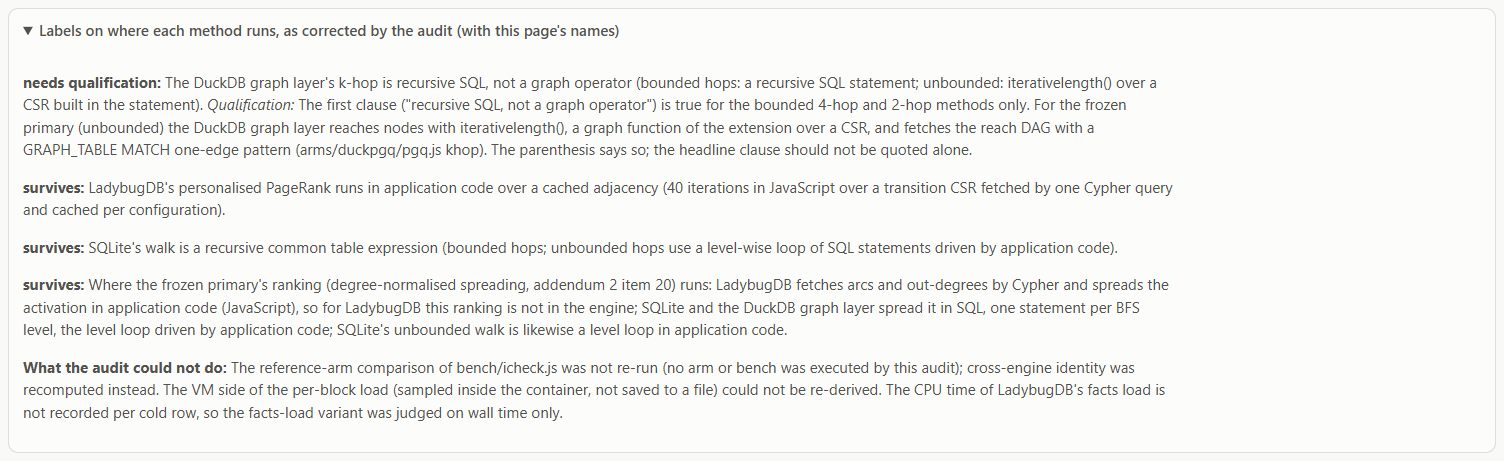 ▼ Labels on where each method runs, as corrected by the audit (with this page's names)
needs qualification: The DuckDB graph layer's k-hop is recursive SQL, not a graph operator (bounded hops: a recursive SQL statement; unbounded: iterativelength() over a
CSR built in the statement). Qualification: The first clause ("recursive SQL, not a graph operator") is true for the bounded 4-hop and 2-hop methods only. For the frozen
primary (unbounded) the DuckDB graph layer reaches nodes with iterativelength(), a graph function of the extension over a CSR, and fetches the reach DAG with a
GRAPH_TABLE MATCH one-edge pattern (arms/duckpgq/pgq.js khop). The parenthesis says so; the headline clause should not be quoted alone.
survives: LadybugDB's personalised PageRank runs in application code over a cached adjacency (40 iterations in JavaScript over a transition CSR fetched by one Cypher query
and cached per configuration).
survives: SQLite's walk is a recursive common table expression (bounded hops; unbounded hops use a level-wise loop of SQL statements driven by application code).
survives: Where the frozen primary's ranking (degree-normalised spreading, addendum 2 item 20) runs: LadybugDB fetches arcs and out-degrees by Cypher and spreads the
activation in application code (JavaScript), so for LadybugDB this ranking is not in the engine; SQLite and the DuckDB graph layer spread it in SQL, one statement per BFS
level, the level loop driven by application code; SQLite's unbounded walk is likewise a level loop in application code.
What the audit could not do: The reference-arm comparison of bench/icheck.js was not re-run (no arm or bench was executed by this audit); cross-engine identity was
recomputed instead. The VM side of the per-block load (sampled inside the container, not saved to a file) could not be re-derived. The CPU time of LadybugDB's facts load is
not recorded per cold row, so the facts-load variant was judged on wall time only.